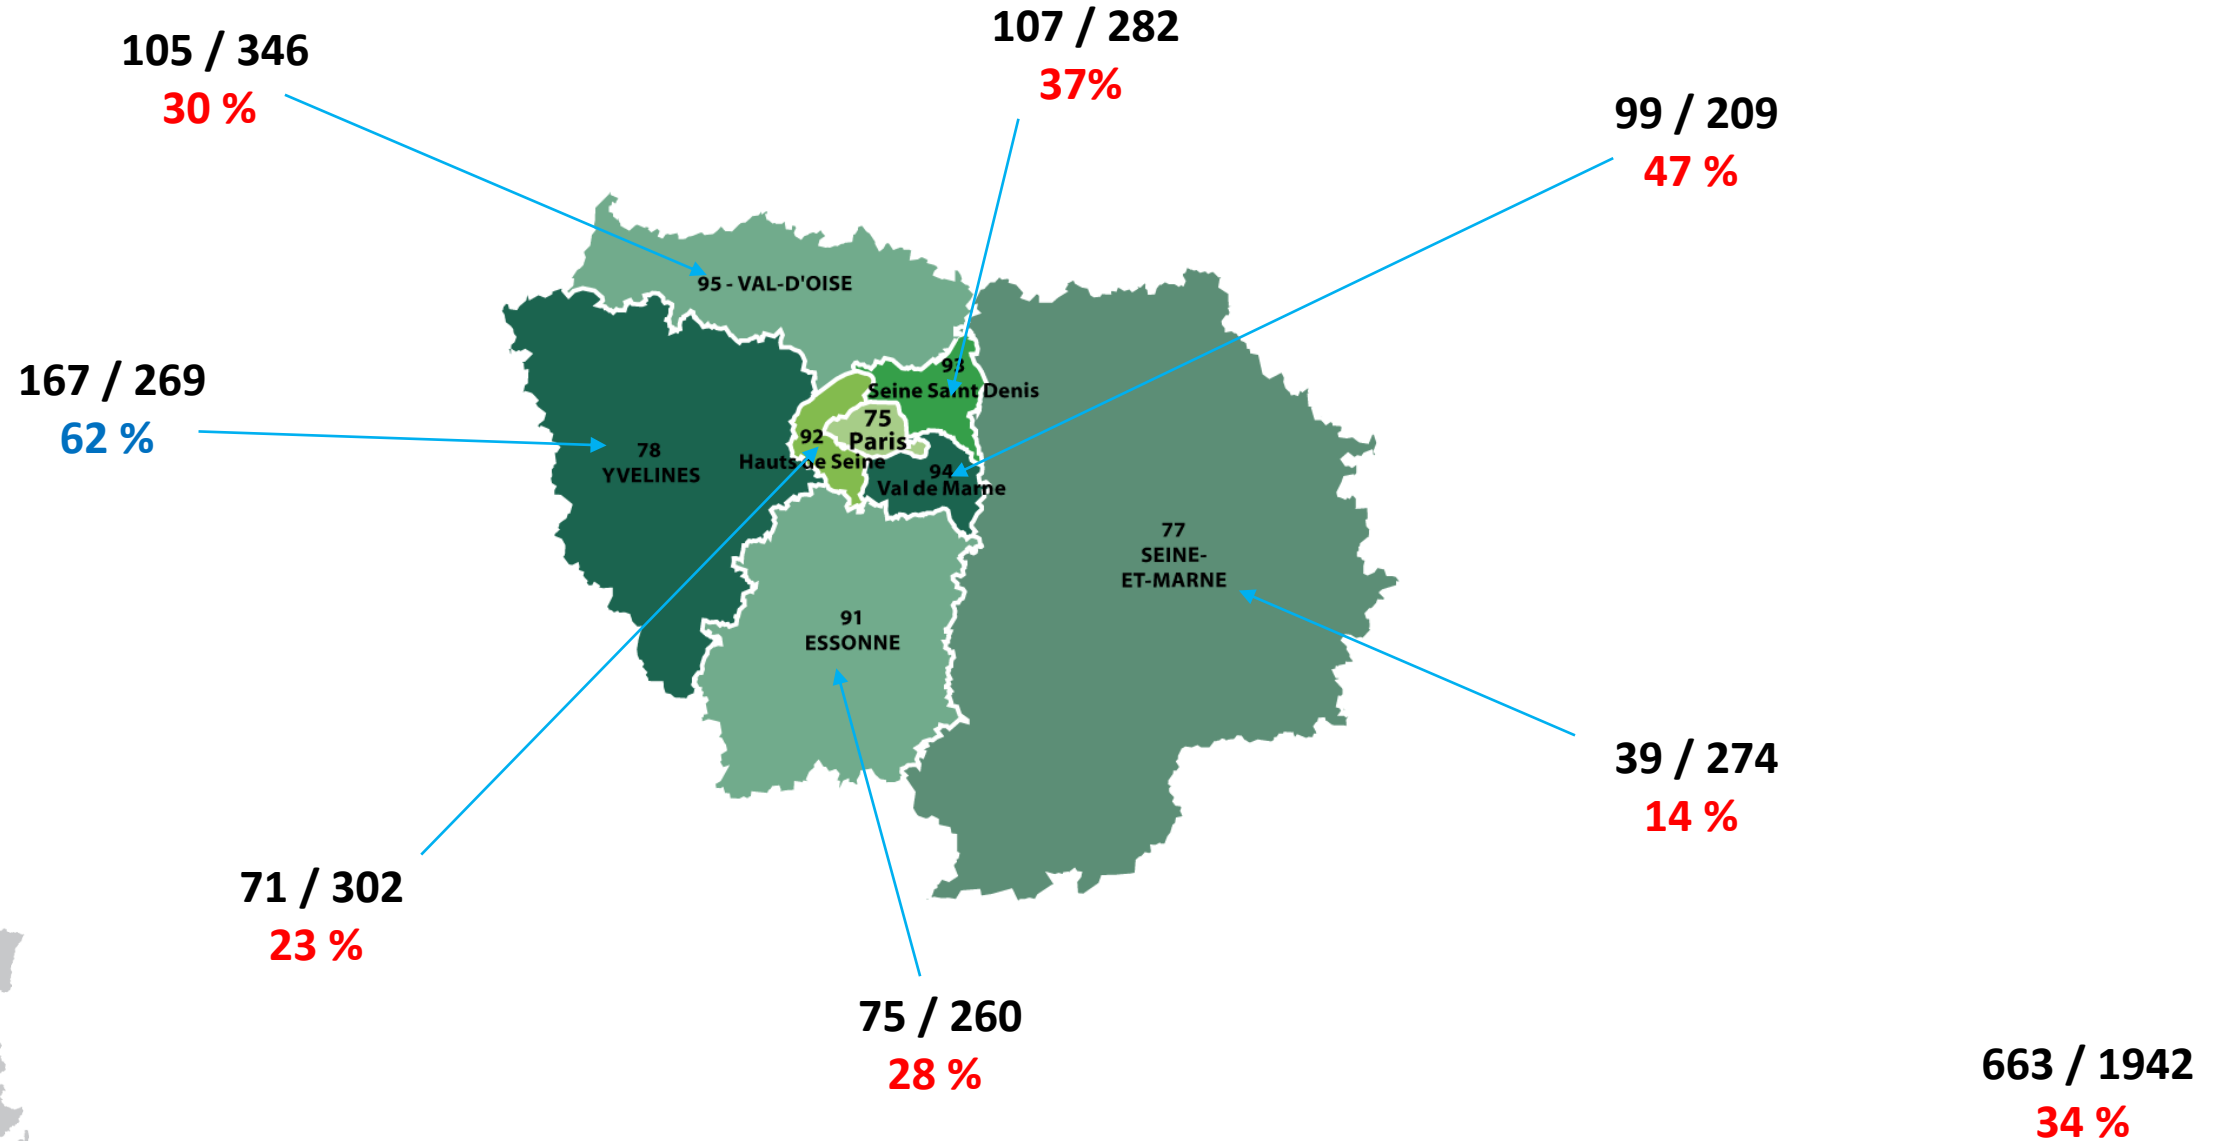 107 / 282
37%
105 / 346
30 %
99 / 209
47 %
95 - VAL-D'OISE
167 / 269
62 %
93
Seine Saint Denis
75
Paris
92
Hauts de Seine
78
YVELINES
94
Val de Marne
77
SEINE-
ET-MARNE
91
ESSONNE
39 / 274
14 %
71 / 302
23 %
75 / 260
28 %
663 / 1942
34 %